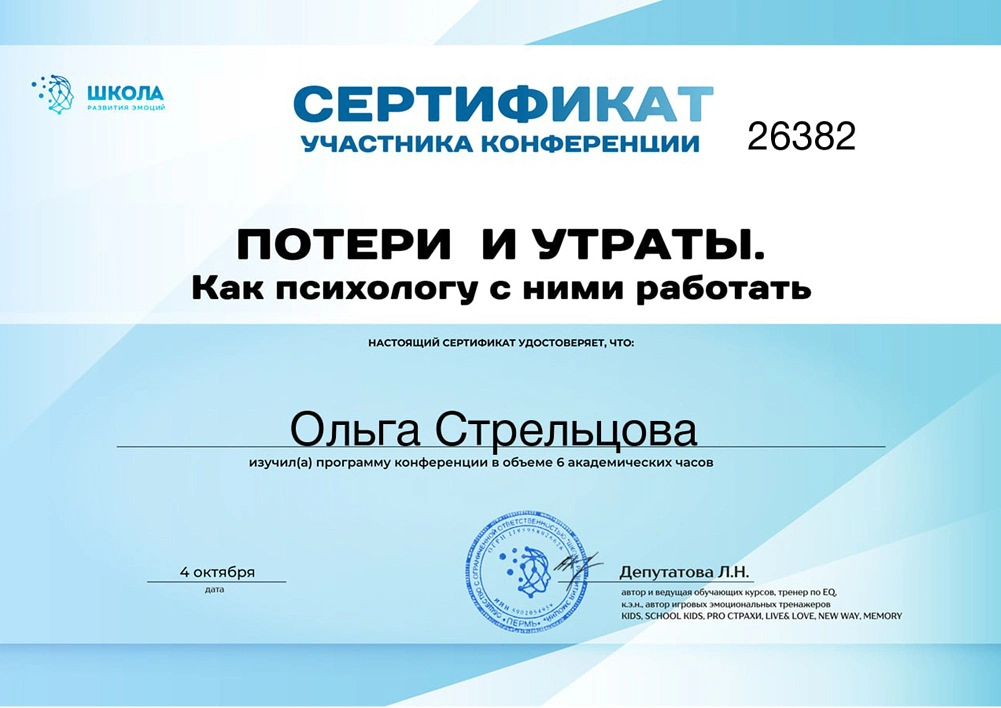 ШКОЛА
РАЗВИТИЯ ЭМОЦИЙ
СЕРТИФИКАТ
УЧАСТНИКА КОНФЕРЕНЦИИ
26382
ПОТЕРИ И УТРАТЫ.
Как психологу с ними работать
НАСТОЯЩИЙ СЕРТИФИКАТ УДОСТОВЕРЯЕТ, ЧТО:
Ольга Стрельцова
изучил(а) программу конференции в объеме 6 академических часов
4 октября
дата
ПЕРМЬ
Депутатова Л.Н.
автор и ведущая обучающих курсов, тренер по EQ,
к.э.н., автор игровых эмоциональных тренажеров
KIDS, SCHOOL KIDS, PRO СТРАХИ, LIVE& LOVE, NEW WAY, MEMORY